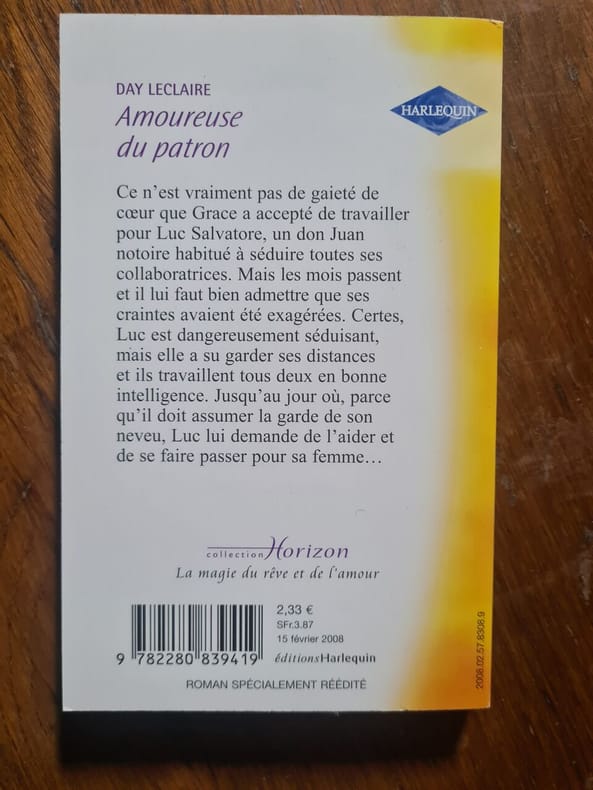 DAY LECLAIRE
Amoureuse
du patron
HARLEQUIN
Ce n'est vraiment pas de gaieté de
cœur que Grace a accepté de travailler
pour Luc Salvatore, un don Juan
notoire habitué à séduire toutes ses
collaboratrices. Mais les mois passent
et il lui faut bien admettre que ses
craintes avaient été exagérées. Certes,
Luc est dangereusement séduisant,
mais elle a su garder ses distances
et ils travaillent tous deux en bonne
intelligence. Jusqu'au jour où, parce
qu'il doit assumer la garde de son
neveu, Luc lui demande de l'aider et
de se faire passer pour sa femme…
collection Horizon
La magie du rêve et de l'amour
2,33 €
SFr.3.87
15 février 2008
9 782280 839419
éditionsHarlequin
ROMAN SPÉCIALEMENT RÉÉDITÉ
2008.02.57.8308.9